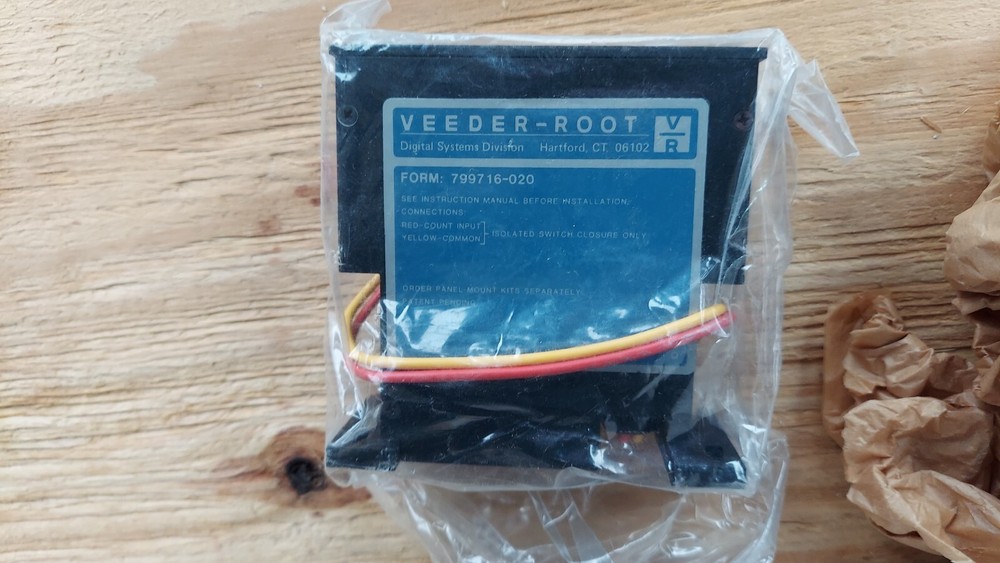 VEEDER-ROOT
V
R
Digital Systems Division Hartford, CT. 06102
FORM: 799716-020
SEE INSTRUCTION MANUAL BEFORE INSTALLATION.
CONNECTIONS:
RED-COUNT INPUT
YELLOW-COMMON
ISOLATED SWITCH CLOSURE ONLY
ORDER PANEL MOUNT KITS SEPARATELY.
PATENT PENDING